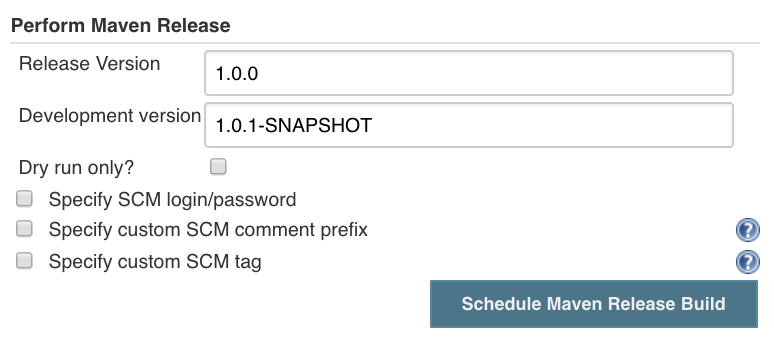 Perform Maven Release
Release Version
1.0.0
Development version
1.0.1-SNAPSHOT
Dry run only?
Specify SCM login/password
Specify custom SCM comment prefix
?
Specify custom SCM tag
?
Schedule Maven Release Build